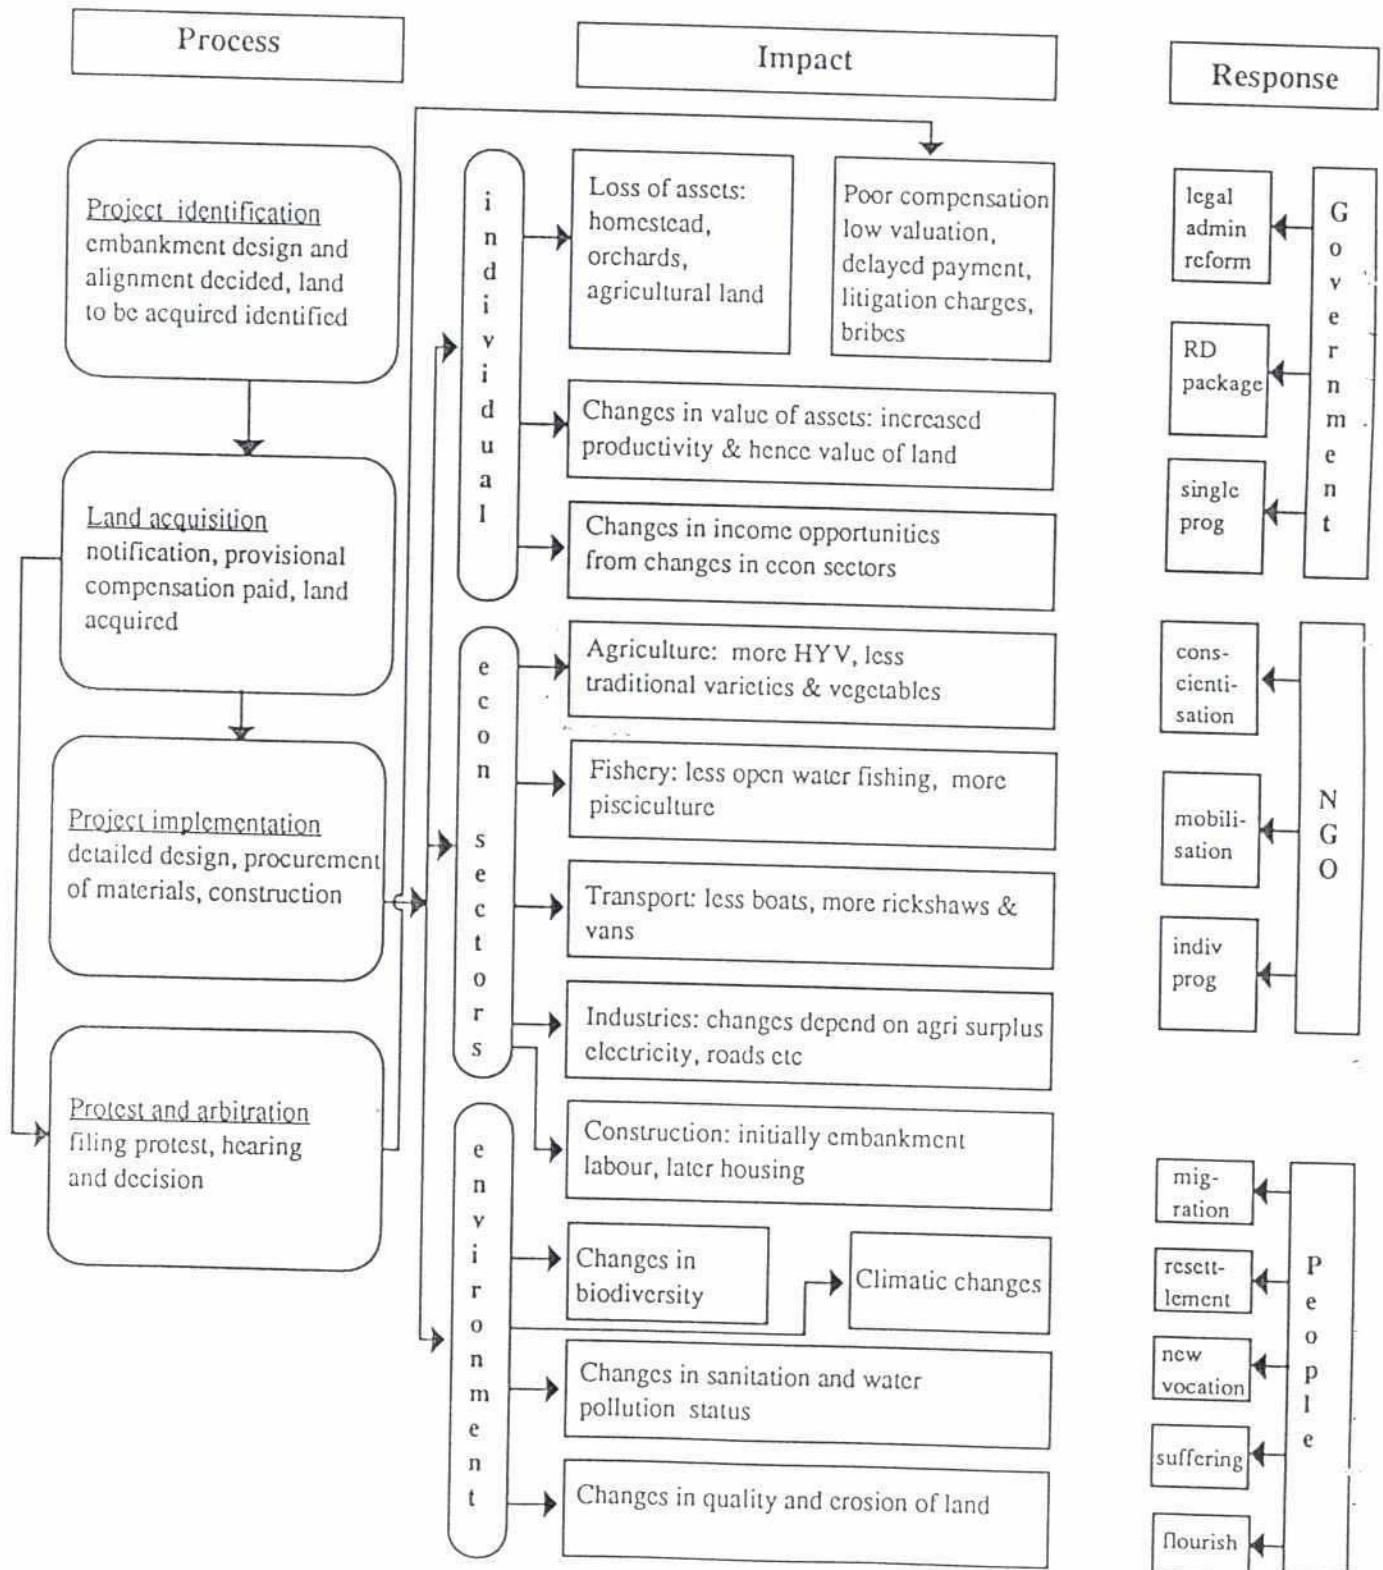 Process
Impact
Response
Project identification
embankment design and
alignment decided, land
to be acquired identified
Land acquisition
notification, provisional
compensation paid, land
acquired
Project implementation
detailed design, procurement
of materials, construction
Protest and arbitration
filing protest, hearing
and decision
individual
Loss of assets:
homestead,
orchards,
agricultural land
Poor compensation
low valuation,
delayed payment,
litigation charges,
bribes
Changes in value of assets: increased
productivity & hence value of land
Changes in income opportunities
from changes in econ sectors
econ sectors
Agriculture: more HYV, less
traditional varieties & vegetables
Fishery: less open water fishing, more
pisciculture
Transport: less boats, more rickshaws &
vans
Industries: changes depend on agri surplus
electricity, roads etc
Construction: initially embankment
labour, later housing
environment
Changes in
biodiversity
Climatic changes
Changes in sanitation and water
pollution status
Changes in quality and erosion of land
legal
admin
reform
RD
package
single
prog
Government
cons-
cienti-
sation
mobili-
sation
indiv
prog
NGO
mig-
ration
resett-
lement
new
vocation
suffering
flourish
People